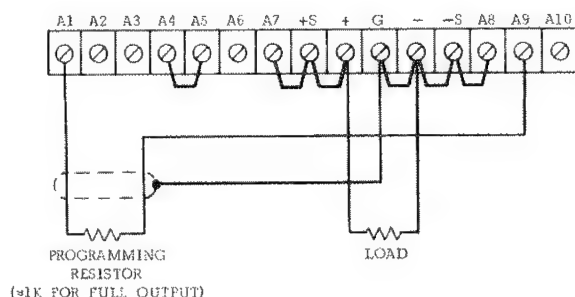 A1 A2 A3 A4 A5 A6 A7 +S + G − −S A8 A9 A10
PROGRAMMING
RESISTOR
(≈1K FOR FULL OUTPUT)
LOAD